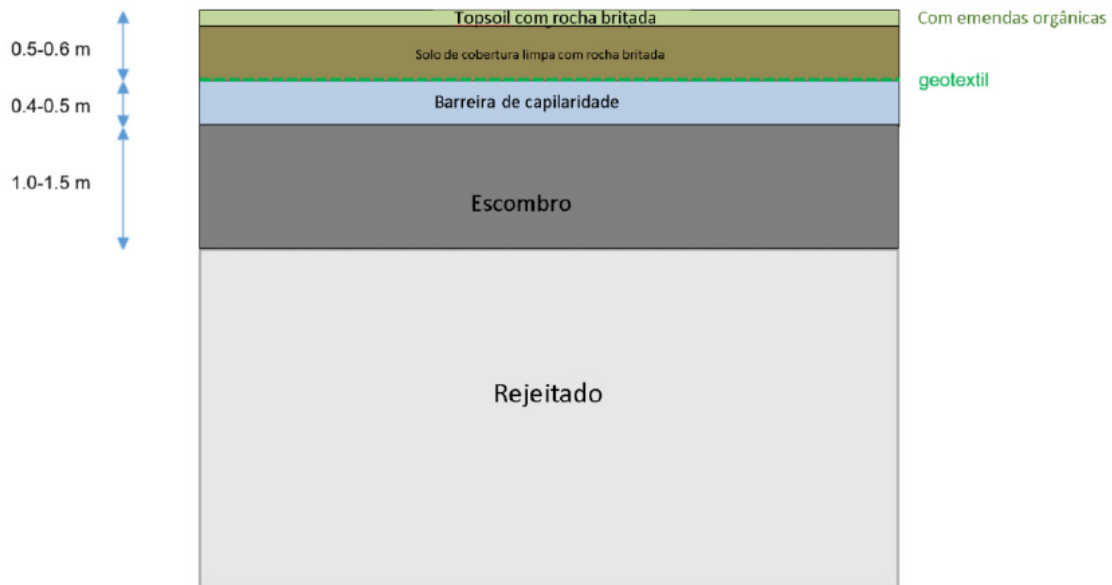 Topsoil com rocha britada
Com emendas orgânicas
0.5-0.6 m
Solo de cobertura limpa com rocha britada
geotextil
0.4-0.5 m
Barreira de capilaridade
1.0-1.5 m
Escombro
Rejeitado